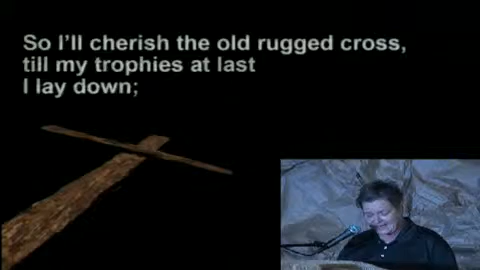 So I'll cherish the old rugged cross,
till my trophies at last
I lay down;